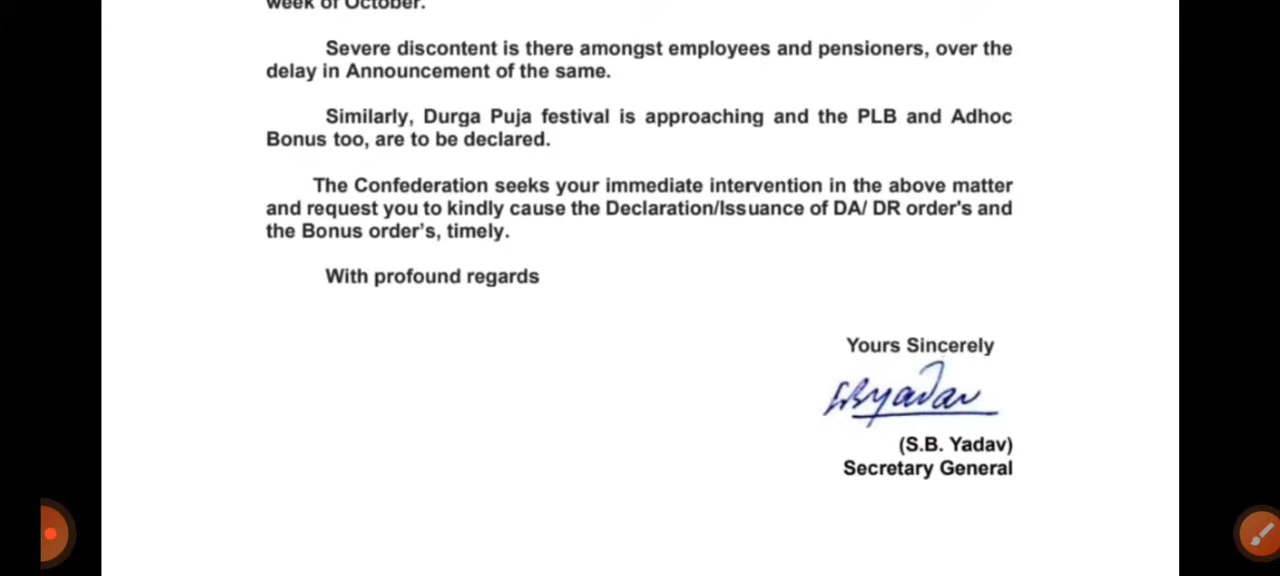 week of October.
Severe discontent is there amongst employees and pensioners, over the
delay in Announcement of the same.
Similarly, Durga Puja festival is approaching and the PLB and Adhoc
Bonus too, are to be declared.
The Confederation seeks your immediate intervention in the above matter
and request you to kindly cause the Declaration/Issuance of DA/ DR order's and
the Bonus order’s, timely.
With profound regards
Yours Sincerely
SByadav
(S.B. Yadav)
Secretary General